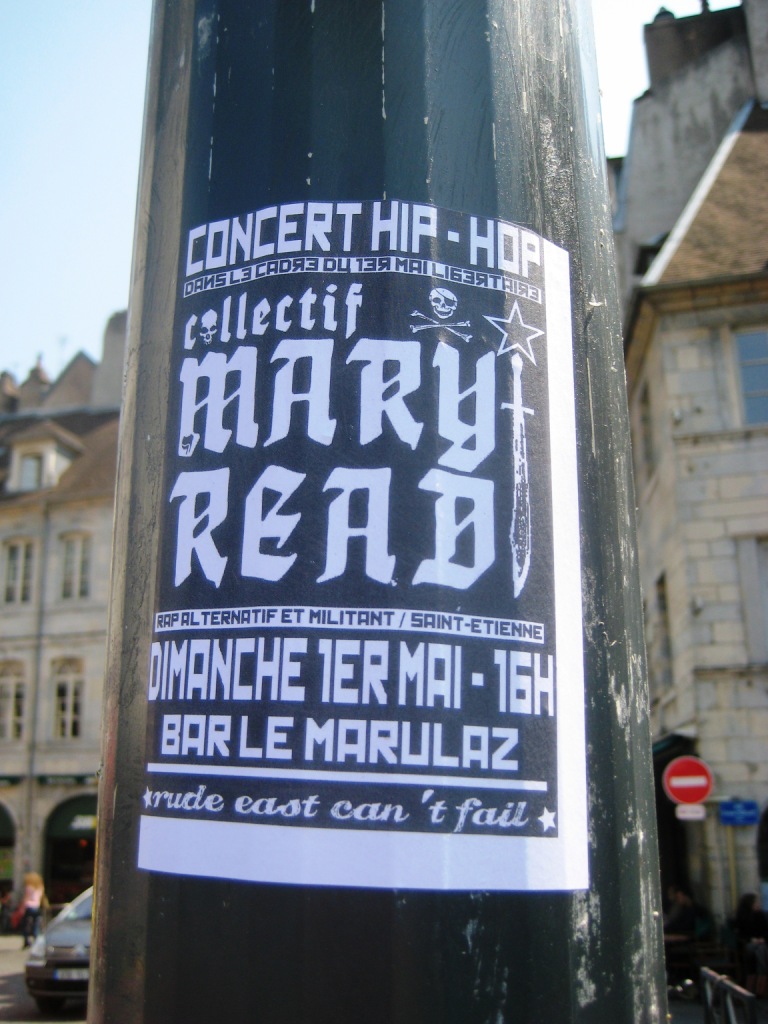 CONCERT HIP-HOP
DANS LE CADRE DU 1ER MAI LIBERTAIRE
collectif
MARY
READ
RAP ALTERNATIF ET MILITANT / SAINT-ETIENNE
DIMANCHE 1ER MAI - 16H
BAR LE MARULAZ
rude east can't fail